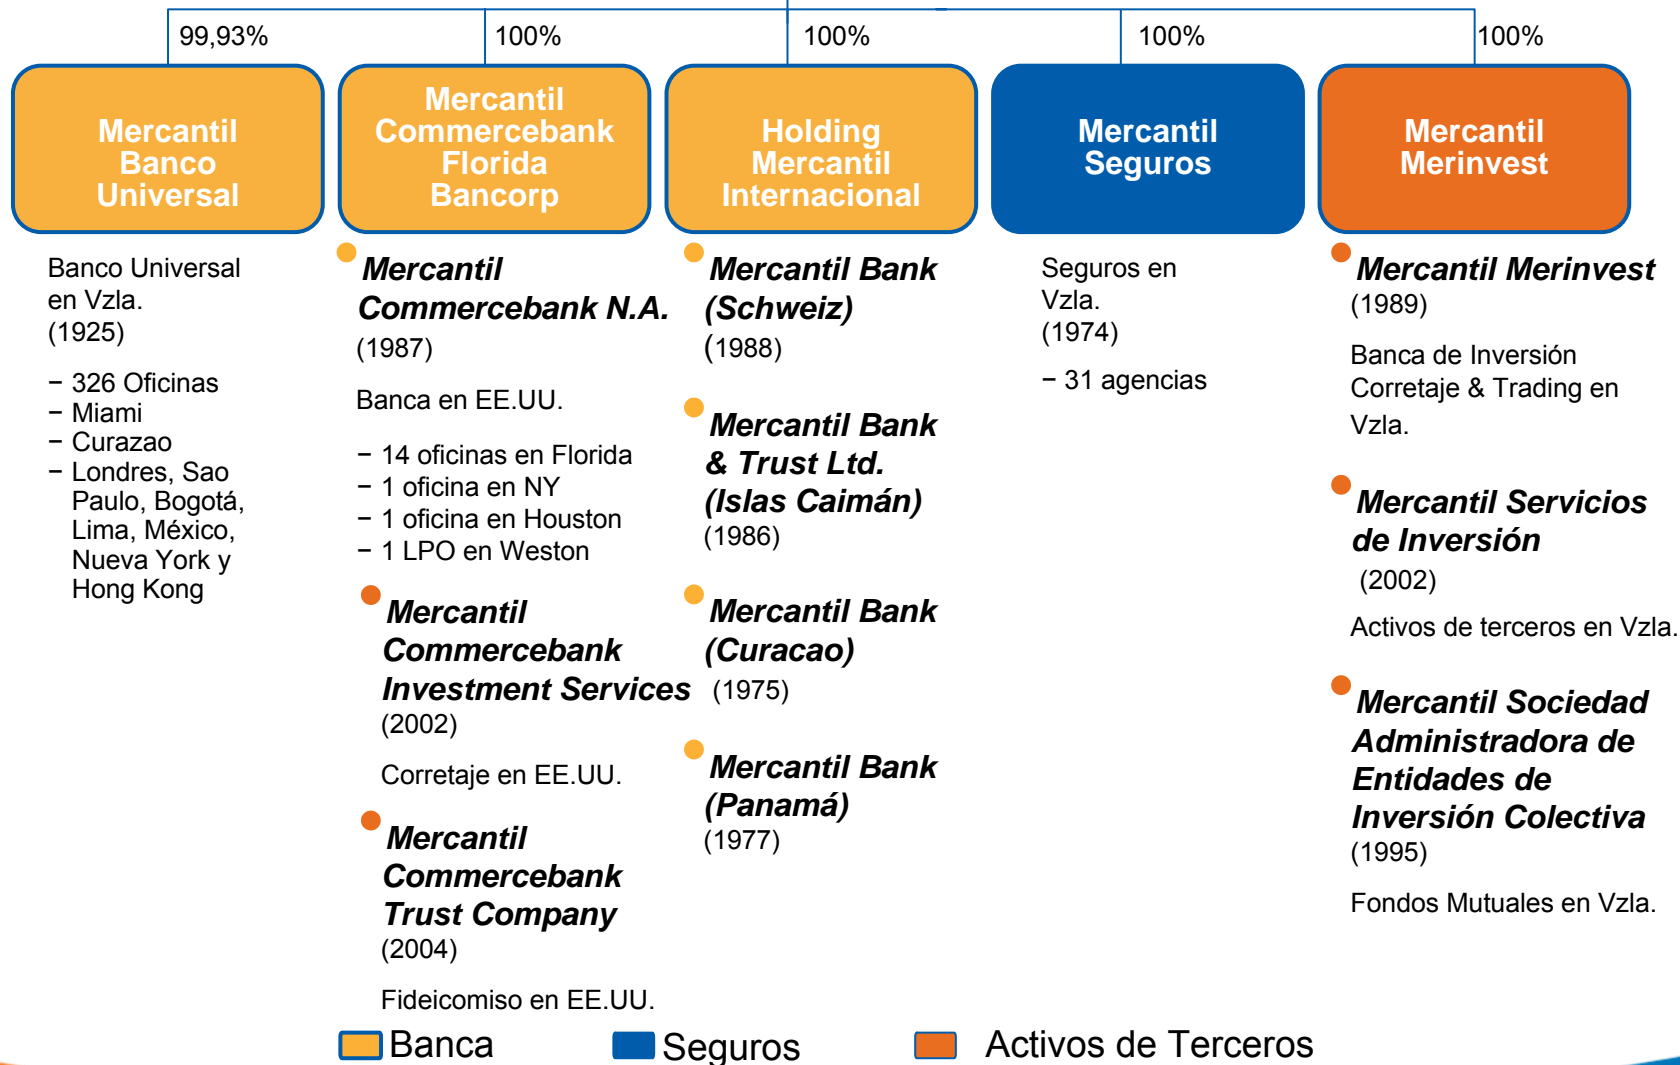 99,93%
100%
100%
100%
100%
Mercantil
Banco
Universal
Mercantil
Commercebank
Florida
Bancorp
Holding
Mercantil
Internacional
Mercantil
Seguros
Mercantil
Merinvest
Banco Universal
en Vzla.
(1925)
− 326 Oficinas
− Miami
− Curazao
− Londres, Sao
Paulo, Bogotá,
Lima, México,
Nueva York y
Hong Kong
Mercantil
Commercebank N.A.
(1987)
Banca en EE.UU.
− 14 oficinas en Florida
− 1 oficina en NY
− 1 oficina en Houston
− 1 LPO en Weston
Mercantil
Commercebank
Investment Services
(2002)
Corretaje en EE.UU.
Mercantil
Commercebank
Trust Company
(2004)
Fideicomiso en EE.UU.
Mercantil Bank
(Schweiz)
(1988)
Mercantil Bank
& Trust Ltd.
(Islas Caimán)
(1986)
Mercantil Bank
(Curacao)
(1975)
Mercantil Bank
(Panamá)
(1977)
Seguros en
Vzla.
(1974)
− 31 agencias
Mercantil Merinvest
(1989)
Banca de Inversión
Corretaje & Trading en
Vzla.
Mercantil Servicios
de Inversión
(2002)
Activos de terceros en Vzla.
Mercantil Sociedad
Administradora de
Entidades de
Inversión Colectiva
(1995)
Fondos Mutuales en Vzla.
Banca
Seguros
Activos de Terceros